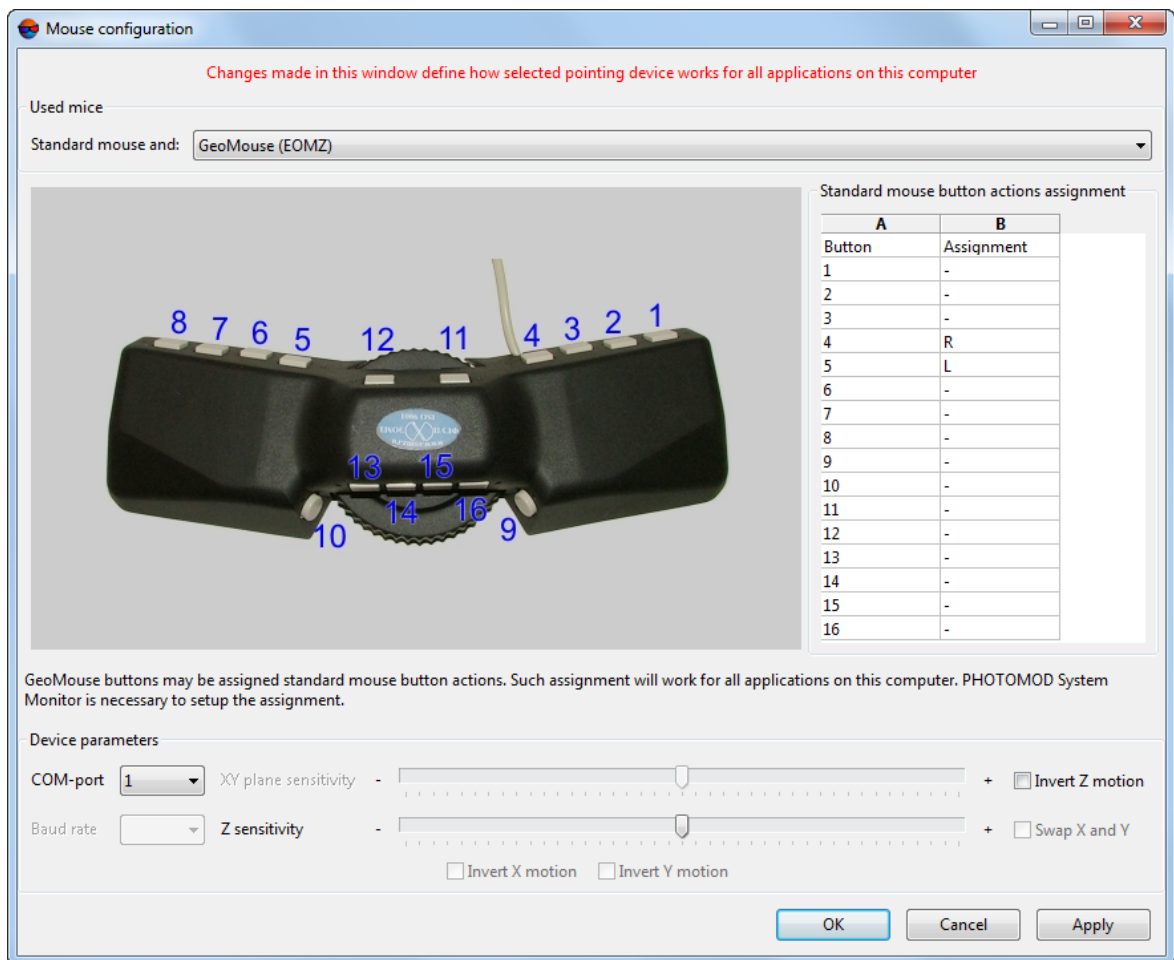 Mouse configuration
Changes made in this window define how selected pointing device works for all applications on this computer
Used mice
Standard mouse and: GeoMouse (EOMZ)
Standard mouse button actions assignment
A B
Button Assignment
1 -
2 -
3 -
4 R
5 L
6 -
7 -
8 -
9 -
10 -
11 -
12 -
13 -
14 -
15 -
16 -
8 7 6 5 12 11 4 3 2 1
13 15
14 16
10 9
GeoMouse buttons may be assigned standard mouse button actions. Such assignment will work for all applications on this computer. PHOTOMOD System
Monitor is necessary to setup the assignment.
Device parameters
COM-port 1 XY plane sensitivity - + Invert Z motion
Baud rate Z sensitivity - + Swap X and Y
Invert X motion Invert Y motion
OK Cancel Apply